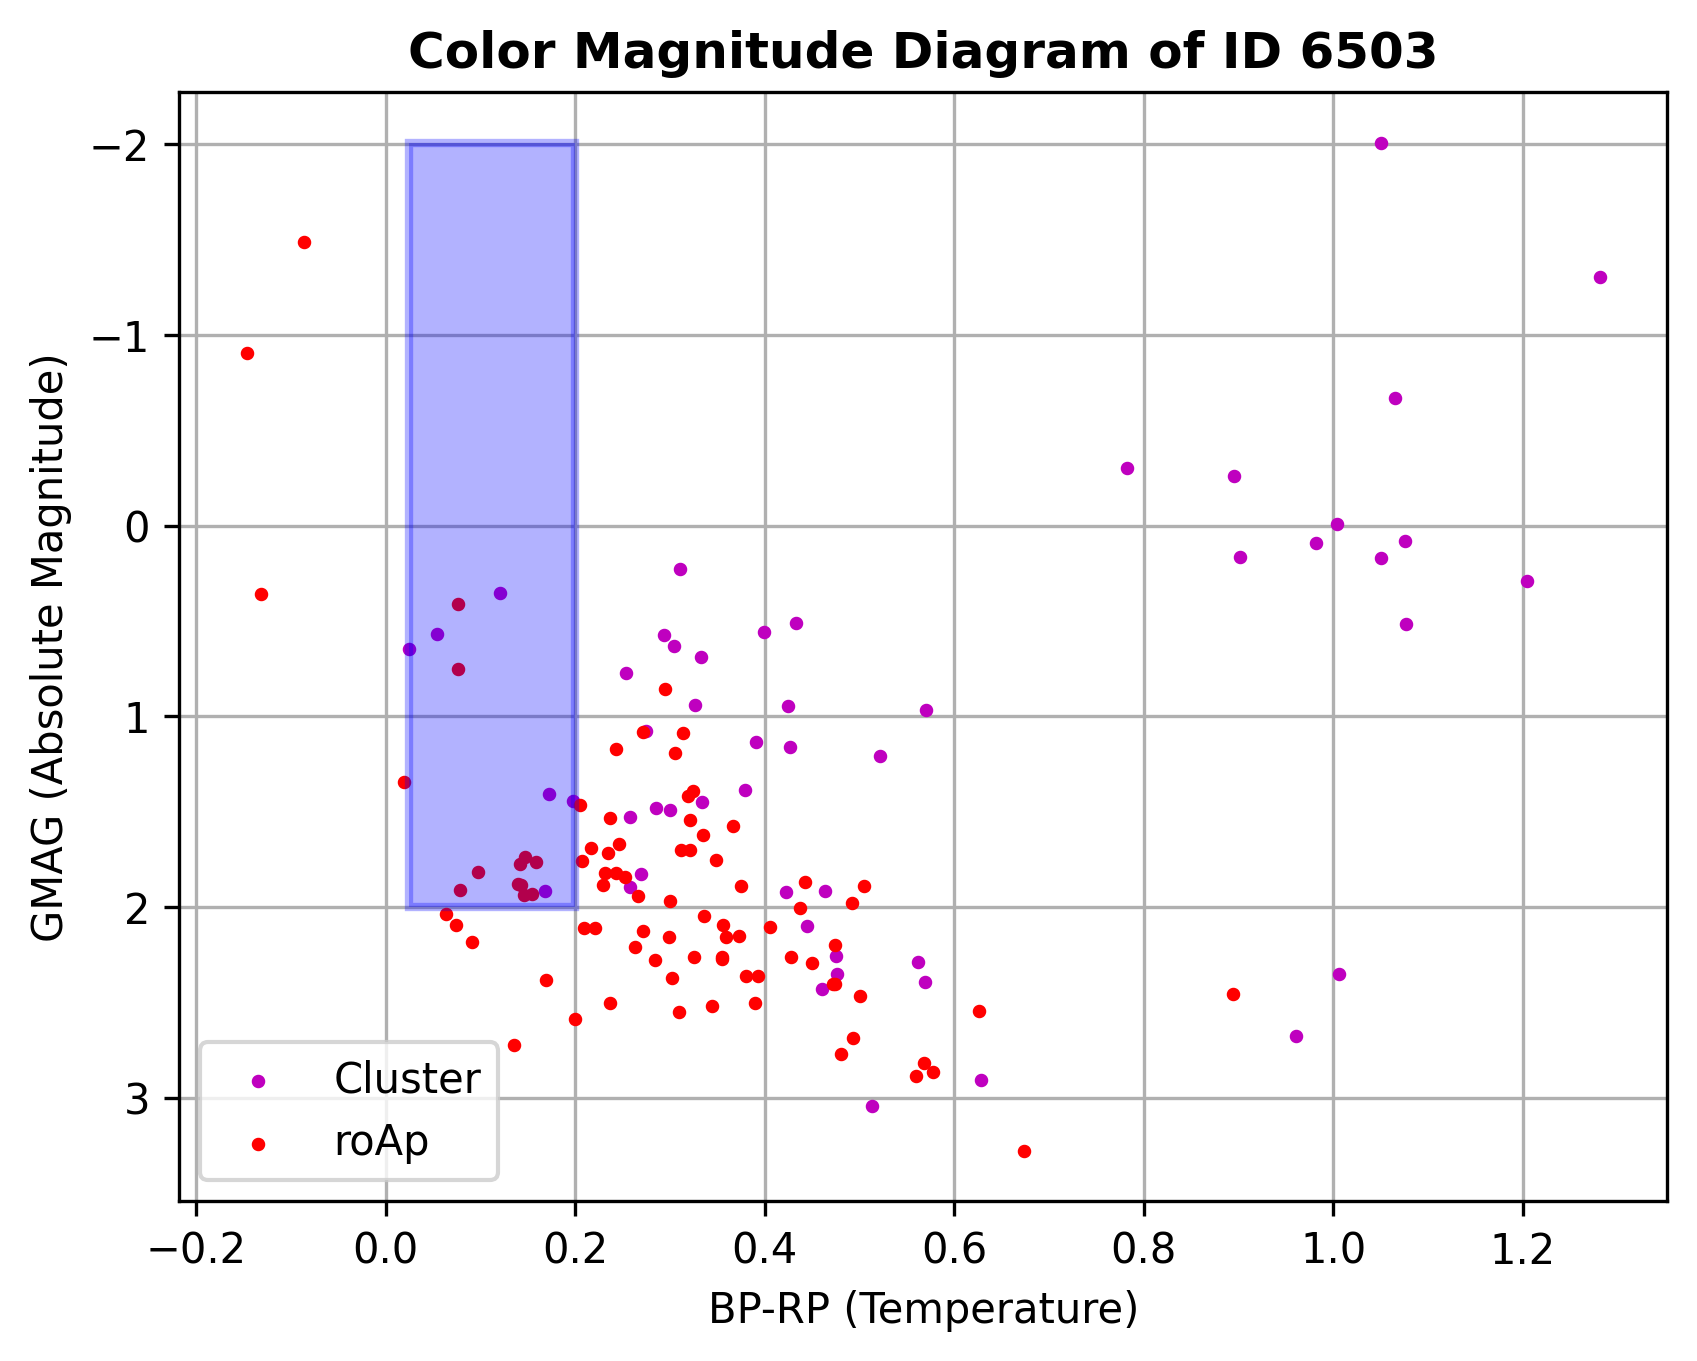 Color Magnitude Diagram of ID 6503
GMAG (Absolute Magnitude)
−2
−1
0
1
2
3
Cluster
roAp
−0.2 0.0 0.2 0.4 0.6 0.8 1.0 1.2
BP-RP (Temperature)